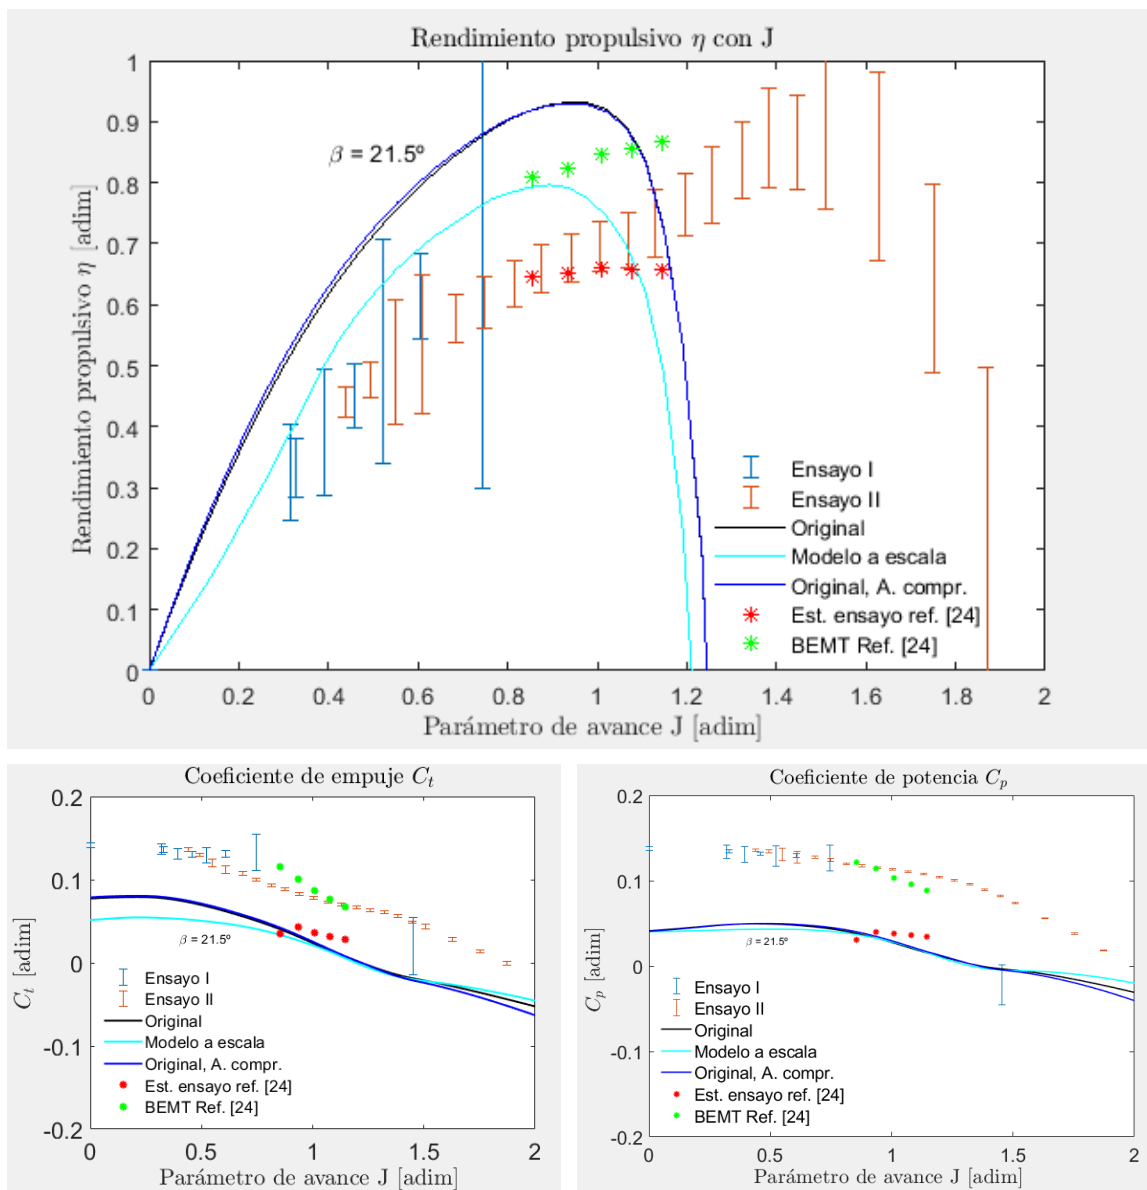 Rendimiento propulsivo η con J
1
0.9
0.8
0.7
0.6
0.5
0.4
0.3
0.2
0.1
0
Rendimiento propulsivo η [adim]
β = 21.5º
Ensayo I
Ensayo II
Original
Modelo a escala
Original, A. compr.
Est. ensayo ref. [24]
BEMT Ref. [24]
0 0.2 0.4 0.6 0.8 1 1.2 1.4 1.6 1.8 2
Parámetro de avance J [adim]
Coeficiente de empuje Ct
0.2
0.1
0
-0.1
-0.2
Ct [adim]
β = 21.5º
Ensayo I
Ensayo II
Original
Modelo a escala
Original, A. compr.
Est. ensayo ref. [24]
BEMT Ref. [24]
0 0.5 1 1.5 2
Parámetro de avance J [adim]
Coeficiente de potencia Cp
0.2
0.1
0
-0.1
-0.2
Cp [adim]
β = 21.5º
Ensayo I
Ensayo II
Original
Modelo a escala
Original, A. compr.
Est. ensayo ref. [24]
BEMT Ref. [24]
0 0.5 1 1.5 2
Parámetro de avance J [adim]